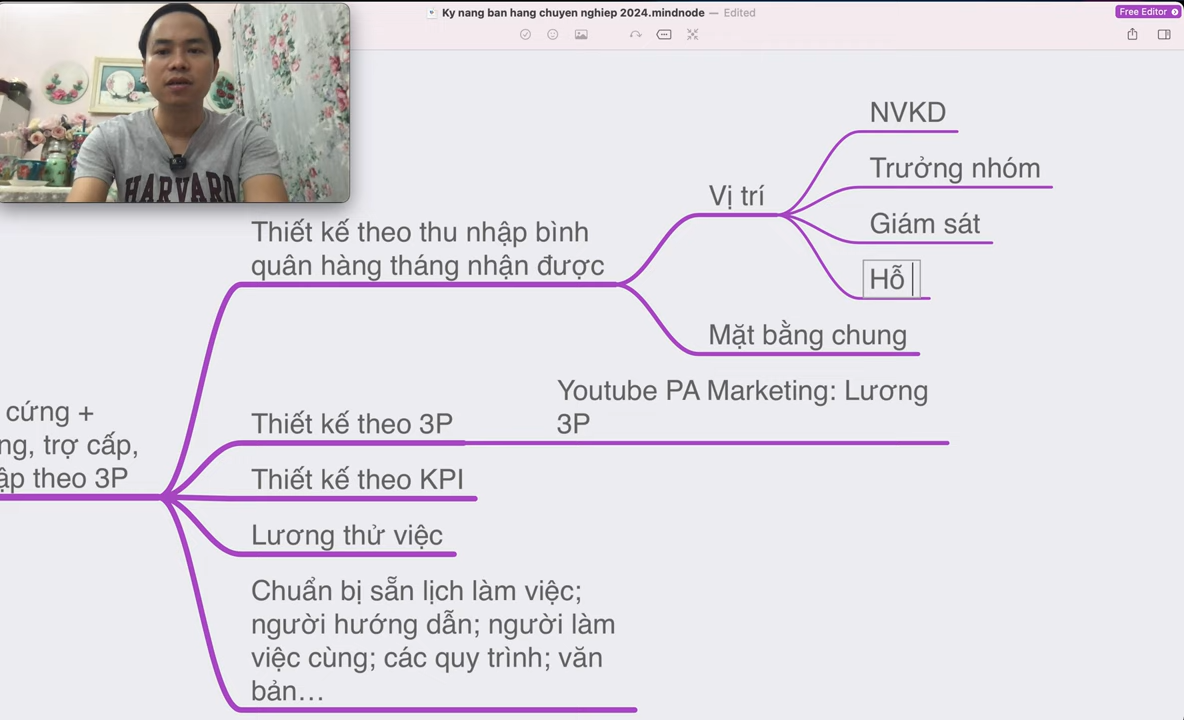 Ky nang ban hang chuyen nghiep 2024.mindnode — Edited
Free Editor
HARVARD
NVKD
Trưởng nhóm
Vị trí
Giám sát
Hỗ
Thiết kế theo thu nhập bình
quân hàng tháng nhận được
Mặt bằng chung
Youtube PA Marketing: Lương
3P
cứng +
ng, trợ cấp,
ập theo 3P
Thiết kế theo 3P
Thiết kế theo KPI
Lương thử việc
Chuẩn bị sẵn lịch làm việc;
người hướng dẫn; người làm
việc cùng; các quy trình; văn
bản...